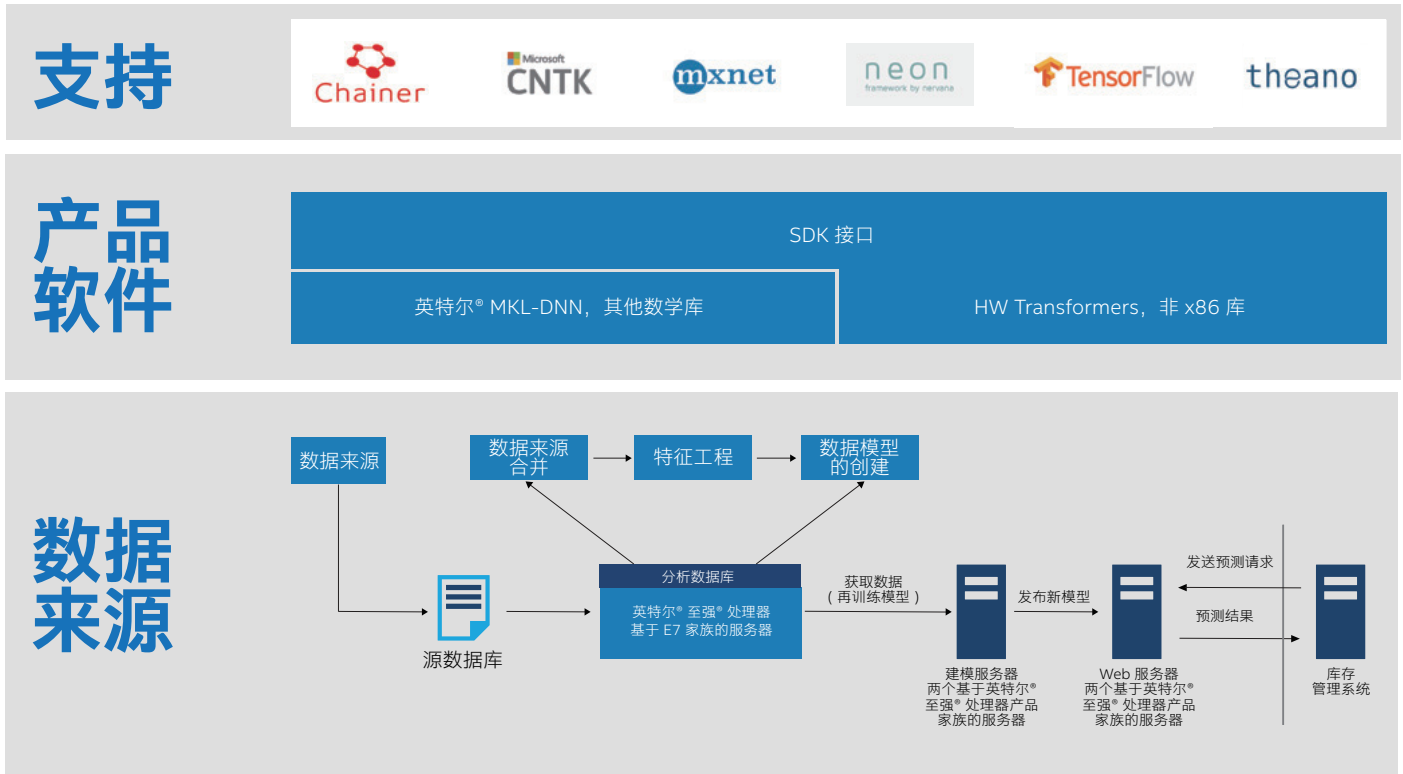 支持
Chainer
Microsoft
CNTK
mxnet
neon
framework by nervana
TensorFlow
theano
产品
软件
SDK 接口
英特尔® MKL-DNN，其他数学库
HW Transformers，非 x86 库
数据
来源
数据来源
数据来源
合并
特征工程
数据模型
的创建
源数据库
分析数据库
英特尔® 至强® 处理器
基于 E7 家族的服务器
获取数据
（再训练模型）
发布新模型
发送预测请求
预测结果
建模服务器
两个基于英特尔®
至强® 处理器产品
家族的服务器
Web 服务器
两个基于英特尔®
至强® 处理器产品
家族的服务器
库存
管理系统